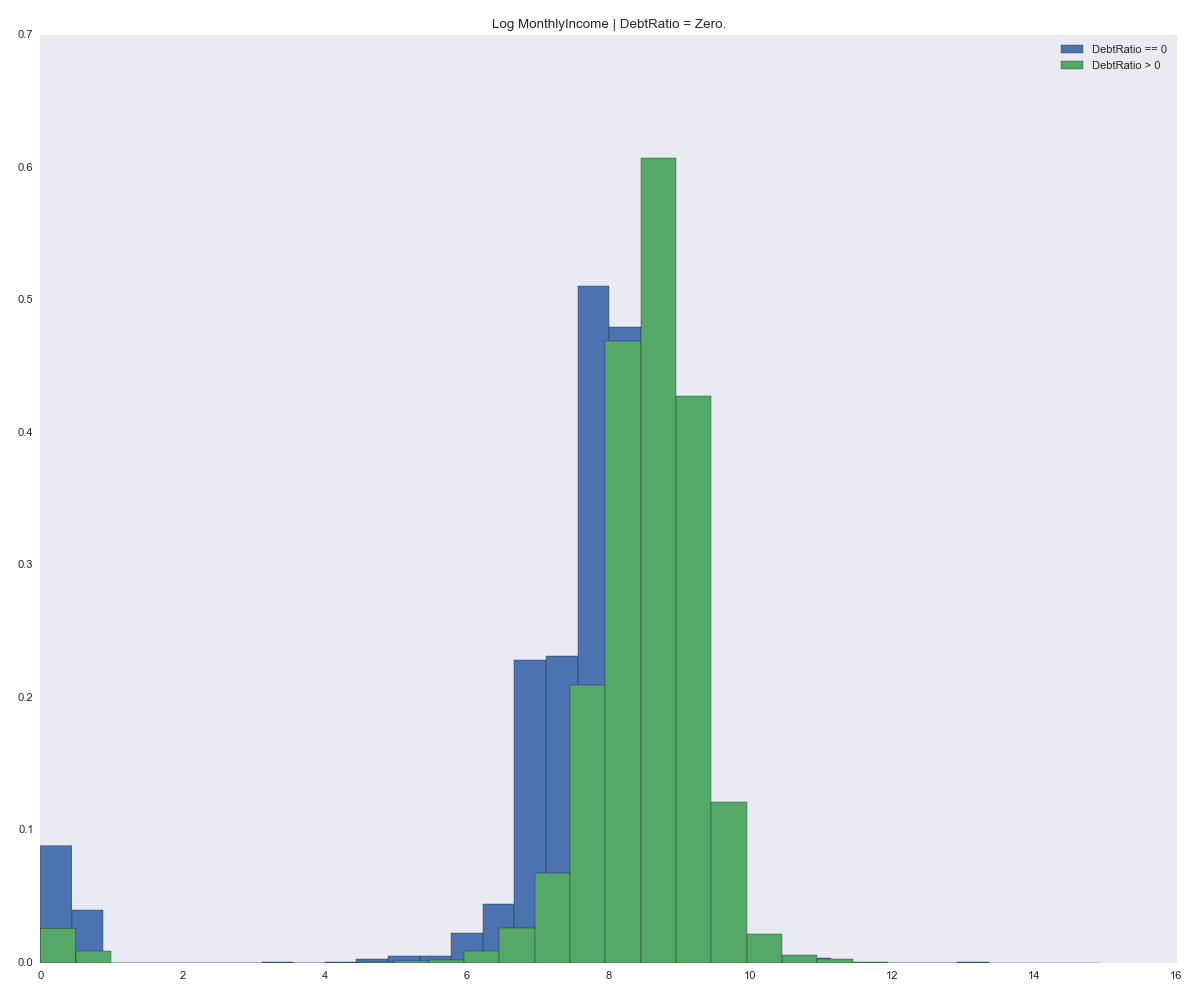 Log MonthlyIncome | DebtRatio = Zero.
0.7
DebtRatio == 0
DebtRatio > 0
0.6
0.5
0.4
0.3
0.2
0.1
0.0
0 2 4 6 8 10 12 14 16